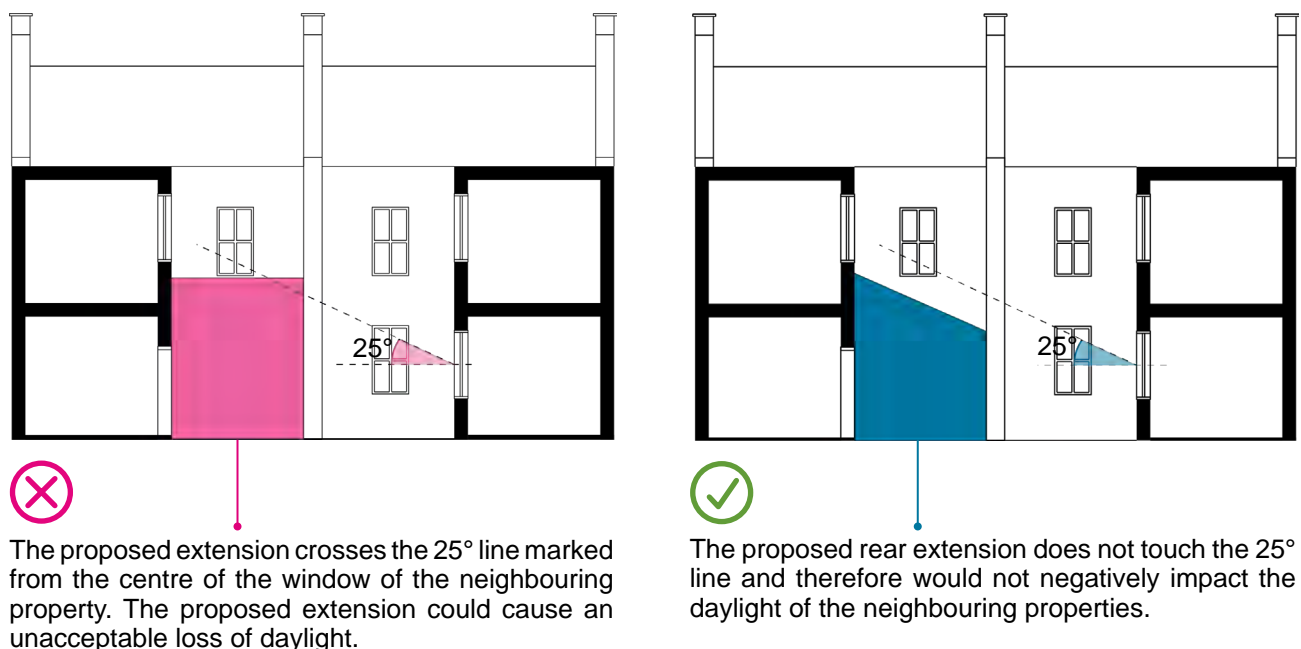 25°
The proposed extension crosses the 25° line marked
from the centre of the window of the neighbouring
property. The proposed extension could cause an
unacceptable loss of daylight.
25°
The proposed rear extension does not touch the 25°
line and therefore would not negatively impact the
daylight of the neighbouring properties.